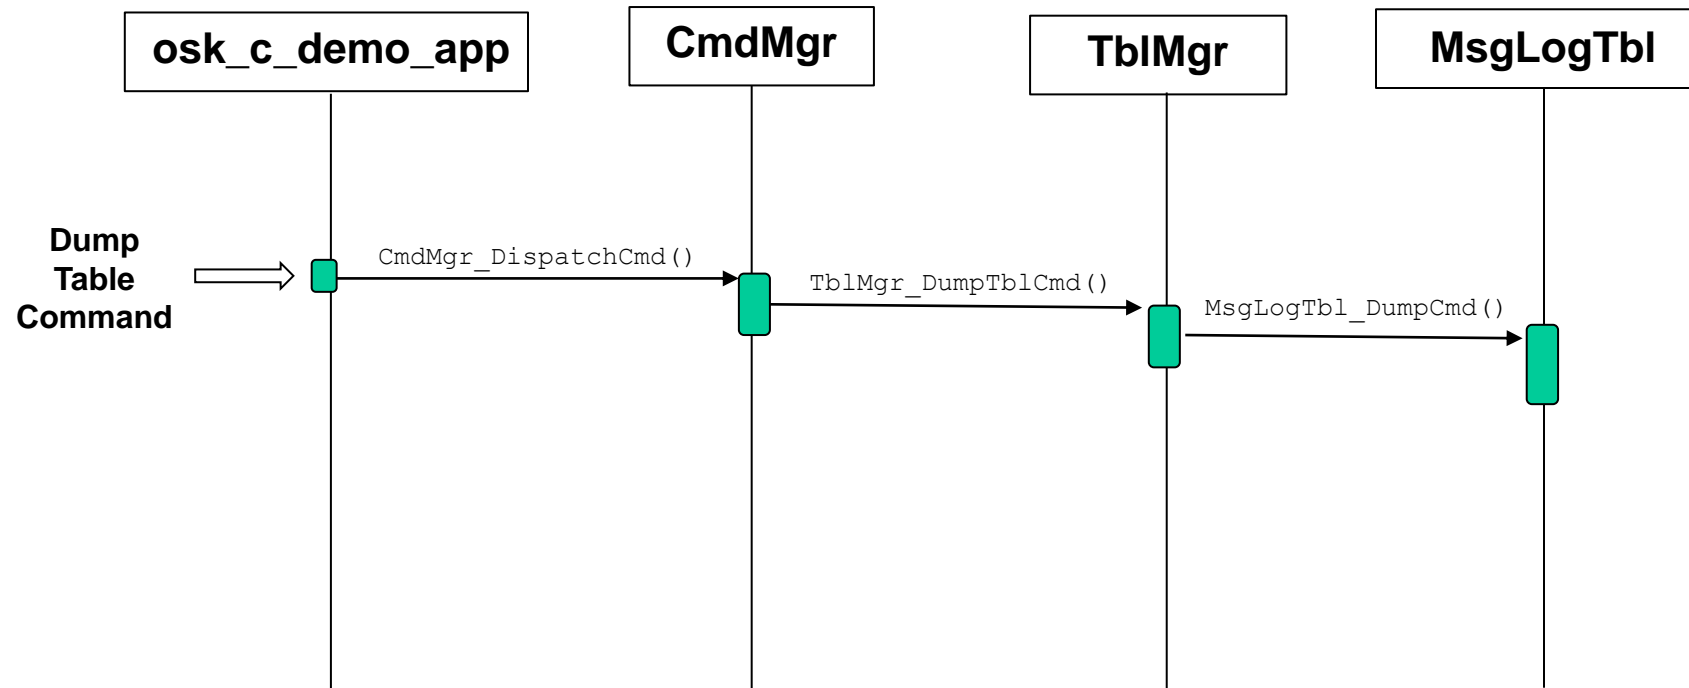 osk_c_demo_app
CmdMgr
TblMgr
MsgLogTbl
Dump
Table
Command
CmdMgr_DispatchCmd()
TblMgr_DumpTblCmd()
MsgLogTbl_DumpCmd()